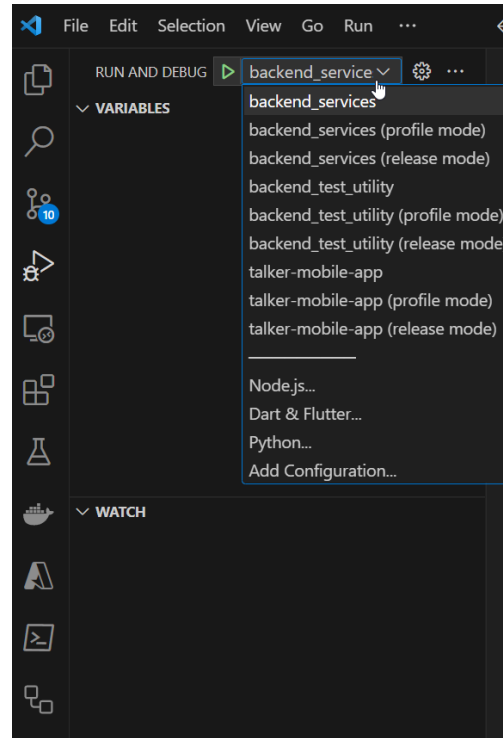 File Edit Selection View Go Run ···
RUN AND DEBUG backend_service ···
VARIABLES
backend_services
backend_services (profile mode)
backend_services (release mode)
backend_test_utility
backend_test_utility (profile mode)
backend_test_utility (release mode
talker-mobile-app
talker-mobile-app (profile mode)
talker-mobile-app (release mode)
Node.js...
Dart & Flutter...
Python...
Add Configuration...
10
WATCH